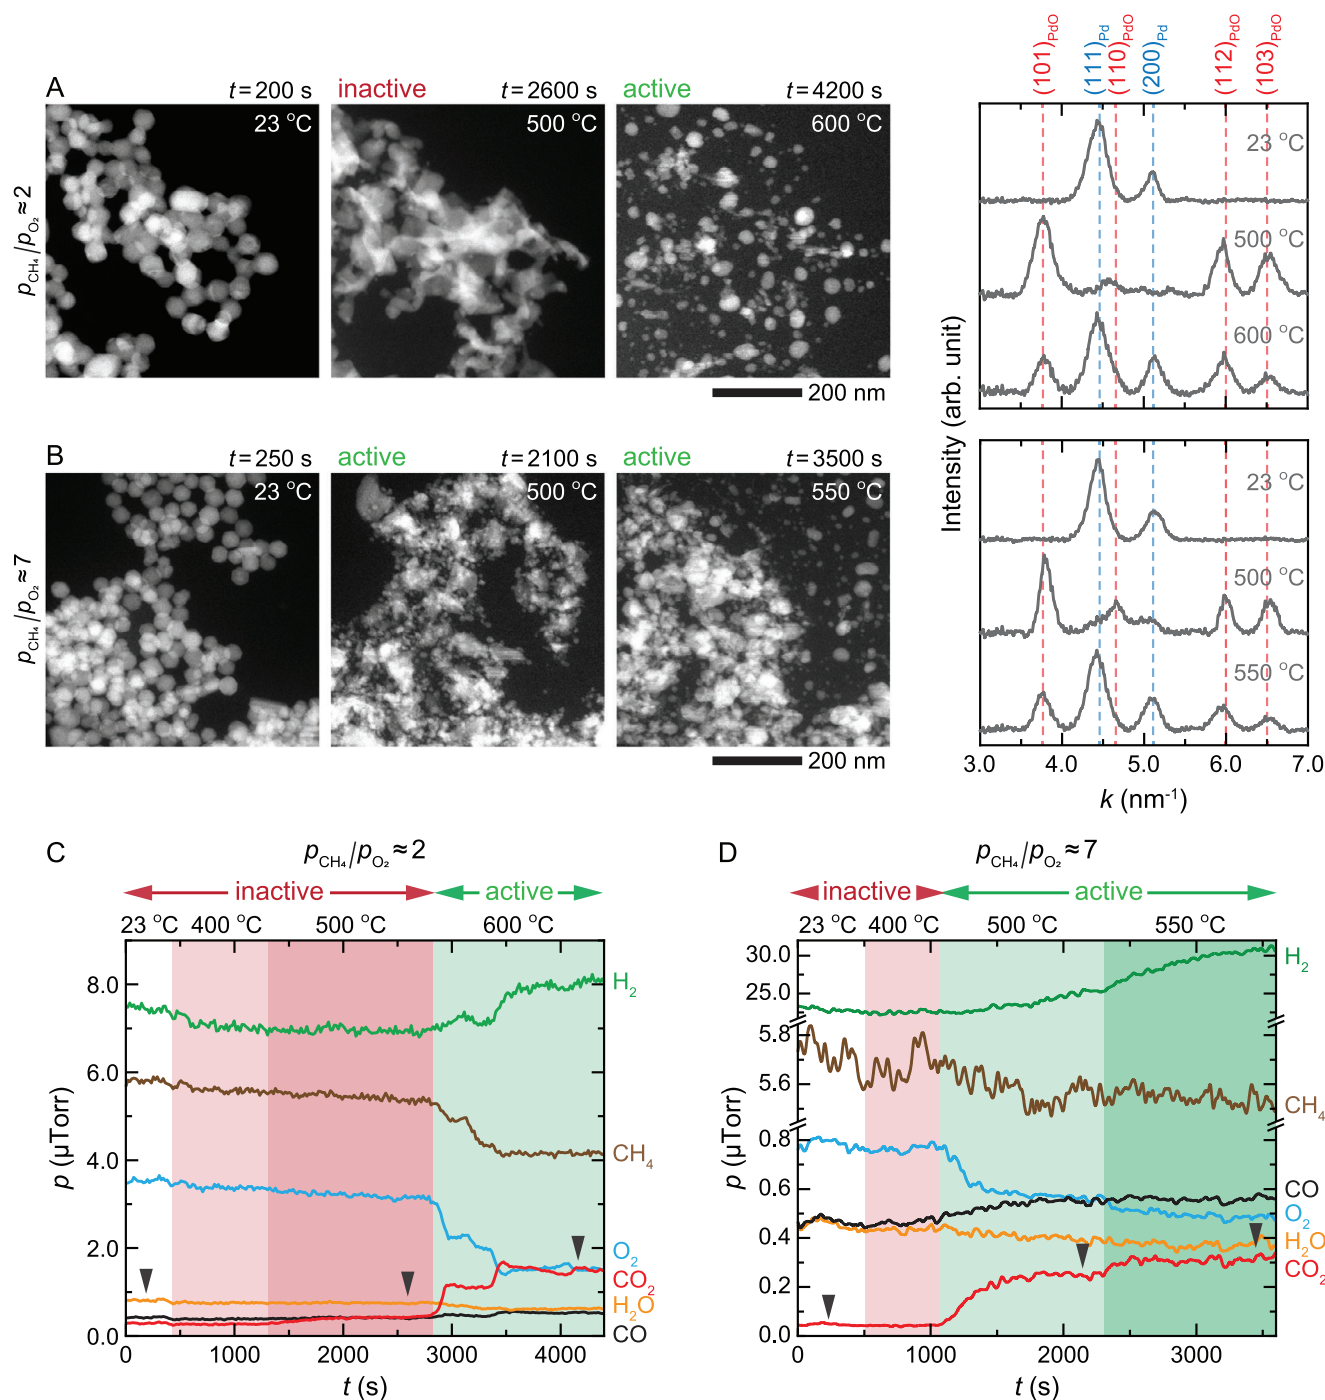 (101)PdO
(111)Pd
(110)PdO
(200)Pd
(112)PdO
(103)PdO
A
t = 200 s
23 °C
inactive
t = 2600 s
500 °C
active
t = 4200 s
600 °C
pCH₄/pO₂ ≈ 2
200 nm
23 °C
500 °C
600 °C
B
t = 250 s
23 °C
active
t = 2100 s
500 °C
active
t = 3500 s
550 °C
pCH₄/pO₂ ≈ 7
200 nm
23 °C
500 °C
550 °C
Intensity (arb. unit)
3.0 4.0 5.0 6.0 7.0
k (nm⁻¹)
C
pCH₄/pO₂ ≈ 2
inactive active
23 °C 400 °C 500 °C 600 °C
8.0
6.0
4.0
2.0
0.0
p (µTorr)
H₂
CH₄
O₂
CO₂
H₂O
CO
0 1000 2000 3000 4000
t (s)
D
pCH₄/pO₂ ≈ 7
inactive active
23 °C 400 °C 500 °C 550 °C
30.0
25.0
5.8
5.6
0.8
0.6
0.4
0.2
0.0
p (µTorr)
H₂
CH₄
CO
O₂
H₂O
CO₂
0 1000 2000 3000
t (s)